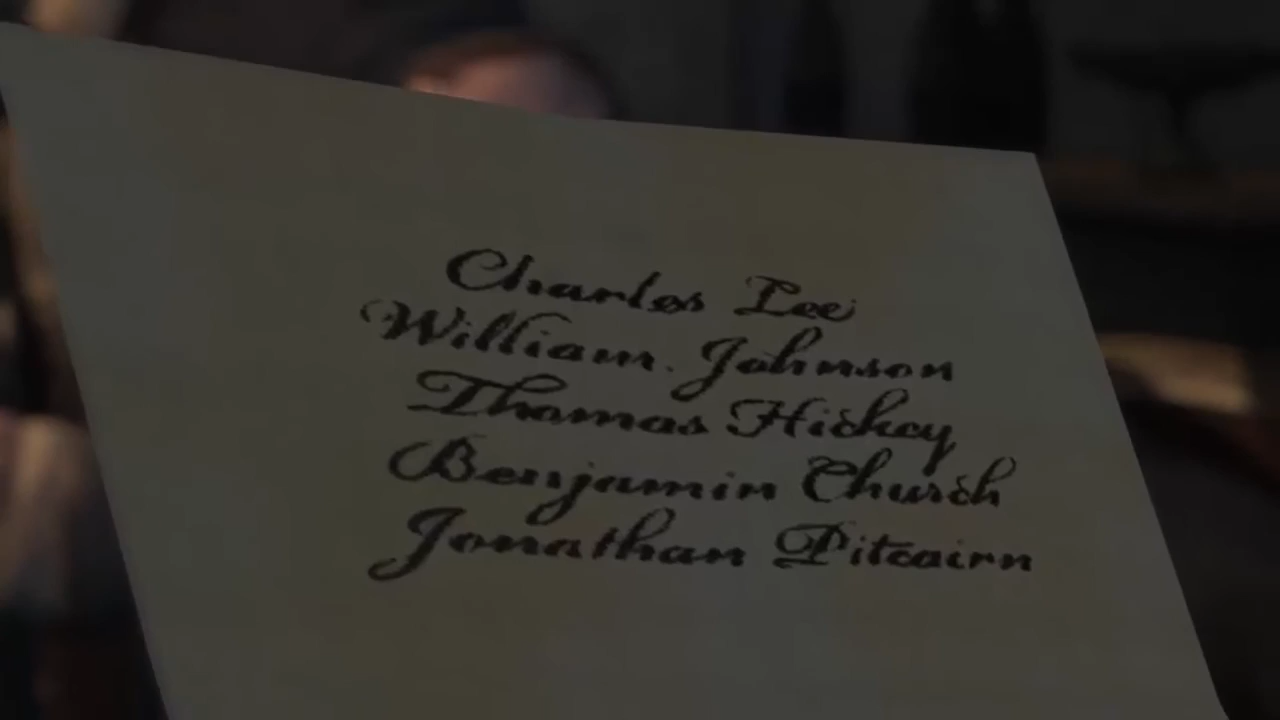 Charles Lee
William. Johnson
Thomas Hickey
Benjamin Church
Jonathan Pitcairn